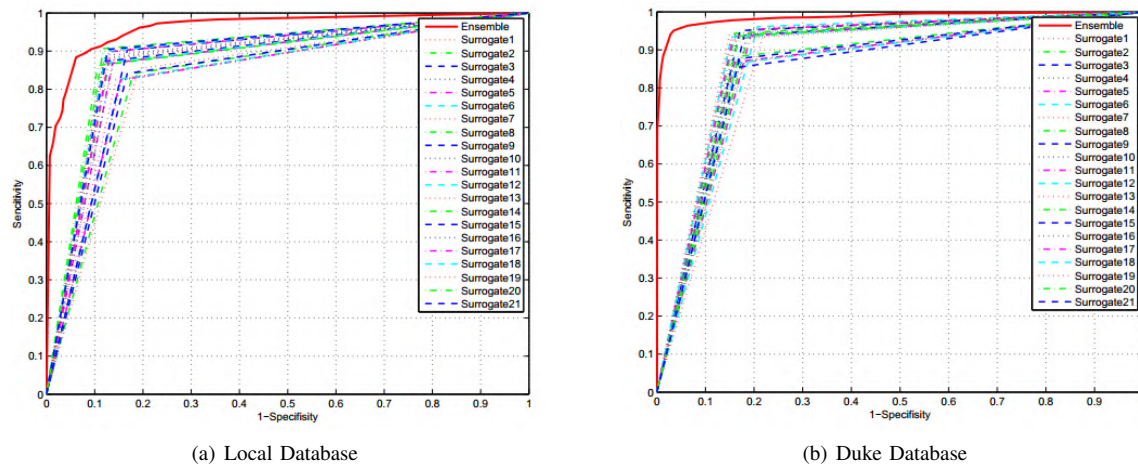 1
0.9
0.8
0.7
0.6
0.5
0.4
0.3
0.2
0.1
0
Sencitivity
0 0.1 0.2 0.3 0.4 0.5 0.6 0.7 0.8 0.9 1
1−Specifisity
Ensemble
Surrogate1
Surrogate2
Surrogate3
Surrogate4
Surrogate5
Surrogate6
Surrogate7
Surrogate8
Surrogate9
Surrogate10
Surrogate11
Surrogate12
Surrogate13
Surrogate14
Surrogate15
Surrogate16
Surrogate17
Surrogate18
Surrogate19
Surrogate20
Surrogate21
(a) Local Database
1
0.9
0.8
0.7
0.6
0.5
0.4
0.3
0.2
0.1
0
Sencitivity
0 0.1 0.2 0.3 0.4 0.5 0.6 0.7 0.8 0.9
1−Specifisity
Ensemble
Surrogate1
Surrogate2
Surrogate3
Surrogate4
Surrogate5
Surrogate6
Surrogate7
Surrogate8
Surrogate9
Surrogate10
Surrogate11
Surrogate12
Surrogate13
Surrogate14
Surrogate15
Surrogate16
Surrogate17
Surrogate18
Surrogate19
Surrogate20
Surrogate21
(b) Duke Database